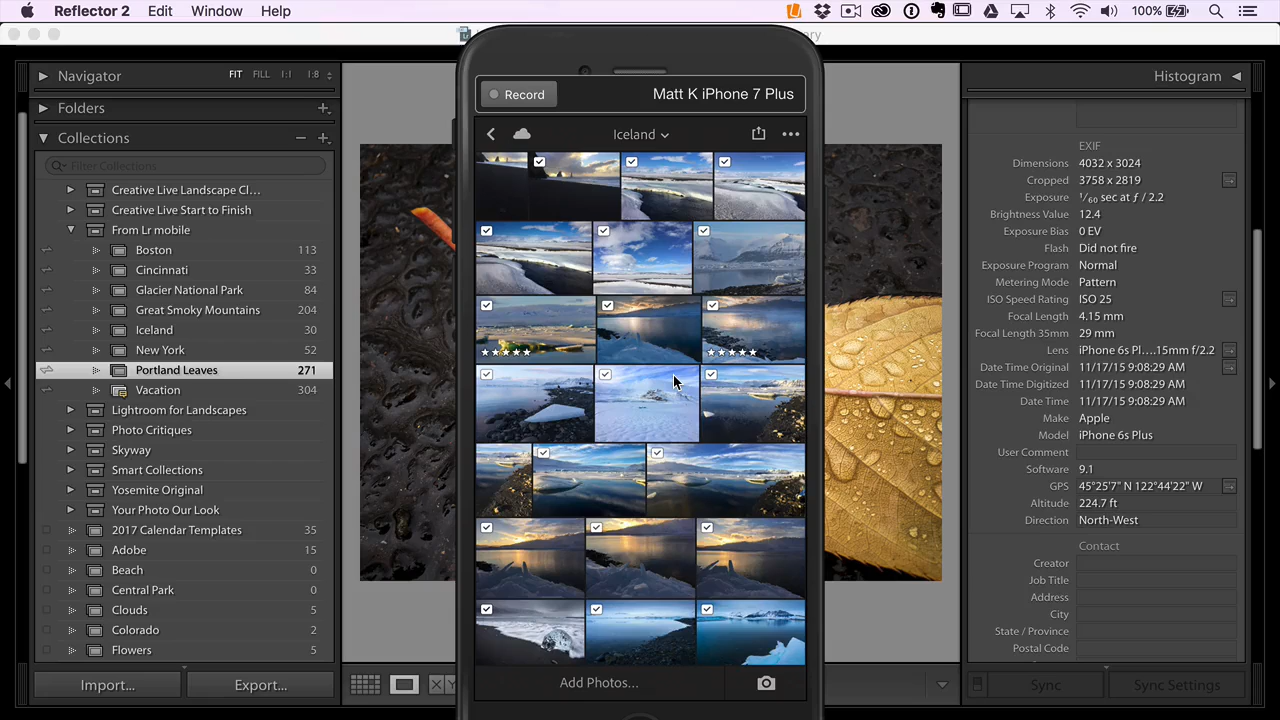 Reflector 2 Edit Window Help 100%
ory
Navigator FIT FILL 1:1 1:8
Folders
Collections
Filter Collections
Creative Live Landscape Cl...
Creative Live Start to Finish
From Lr mobile
Boston 113
Cincinnati 33
Glacier National Park 84
Great Smoky Mountains 204
Iceland 30
New York 52
Portland Leaves 271
Vacation 304
Lightroom for Landscapes
Photo Critiques
Skyway
Smart Collections
Yosemite Original
Your Photo Our Look
2017 Calendar Templates 35
Adobe 15
Beach 0
Central Park 0
Clouds 5
Colorado 2
Flowers 5
Import... Export...
Record Matt K iPhone 7 Plus
Iceland
Add Photos...
X Y
Histogram
EXIF
Dimensions 4032 x 3024
Cropped 3758 x 2819
Exposure 1/60 sec at ƒ / 2.2
Brightness Value 12.4
Exposure Bias 0 EV
Flash Did not fire
Exposure Program Normal
Metering Mode Pattern
ISO Speed Rating ISO 25
Focal Length 4.15 mm
Focal Length 35mm 29 mm
Lens iPhone 6s Pl....15mm f/2.2
Date Time Original 11/17/15 9:08:29 AM
Date Time Digitized 11/17/15 9:08:29 AM
Date Time 11/17/15 9:08:29 AM
Make Apple
Model iPhone 6s Plus
User Comment
Software 9.1
GPS 45°25'7" N 122°44'22" W
Altitude 224.7 ft
Direction North-West
Contact
Creator
Job Title
Address
City
State / Province
Postal Code
Sync Sync Settings